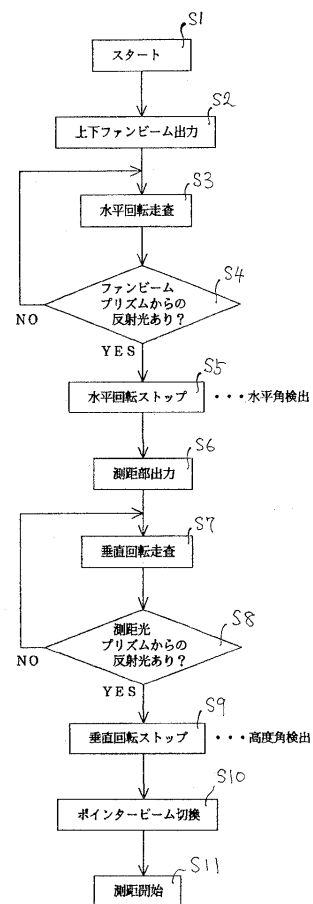 S1
スタート
S2
上下ファンビーム出力
S3
水平回転走査
S4
ファンビーム
プリズムからの
反射光あり?
NO
YES
S5
水平回転ストップ ・・・水平角検出
S6
測距部出力
S7
垂直回転走査
S8
測距光
プリズムからの
反射光あり?
NO
YES
S9
垂直回転ストップ ・・・高度角検出
S10
ポインタービーム切換
S11
測距開始